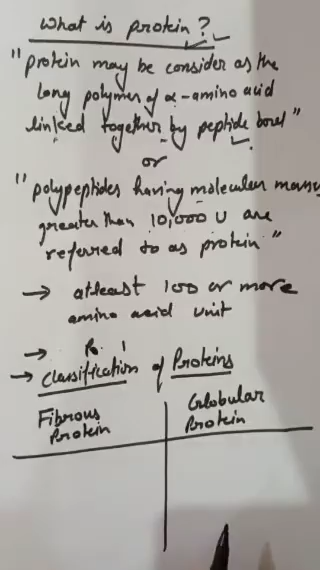 What is protein?
"protein may be consider as the
long polymer of α-amino acid
linked together by peptide bond"
or
"polypeptides having molecular mass
greater than 10,000 U are
referred to as protein"
→ atleast 100 or more
amino acid unit
→
→ Classification of Proteins
Fibrous
Protein
Globular
Protein